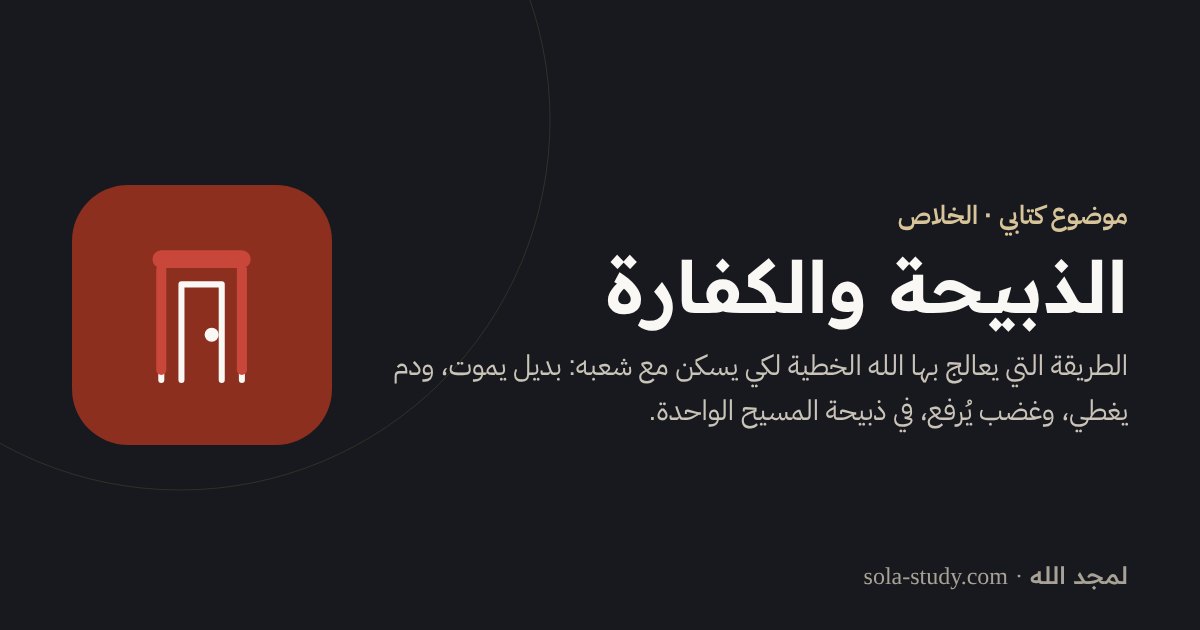 موضوع كتابي · الخلاص
الذبيحة والكفارة
الطريقة التي يعالج بها الله الخطية لكي يسكن مع شعبه: بديل يموت، ودم
يغطي، وغضب يُرفع، في ذبيحة المسيح الواحدة.
لمجد الله · sola-study.com